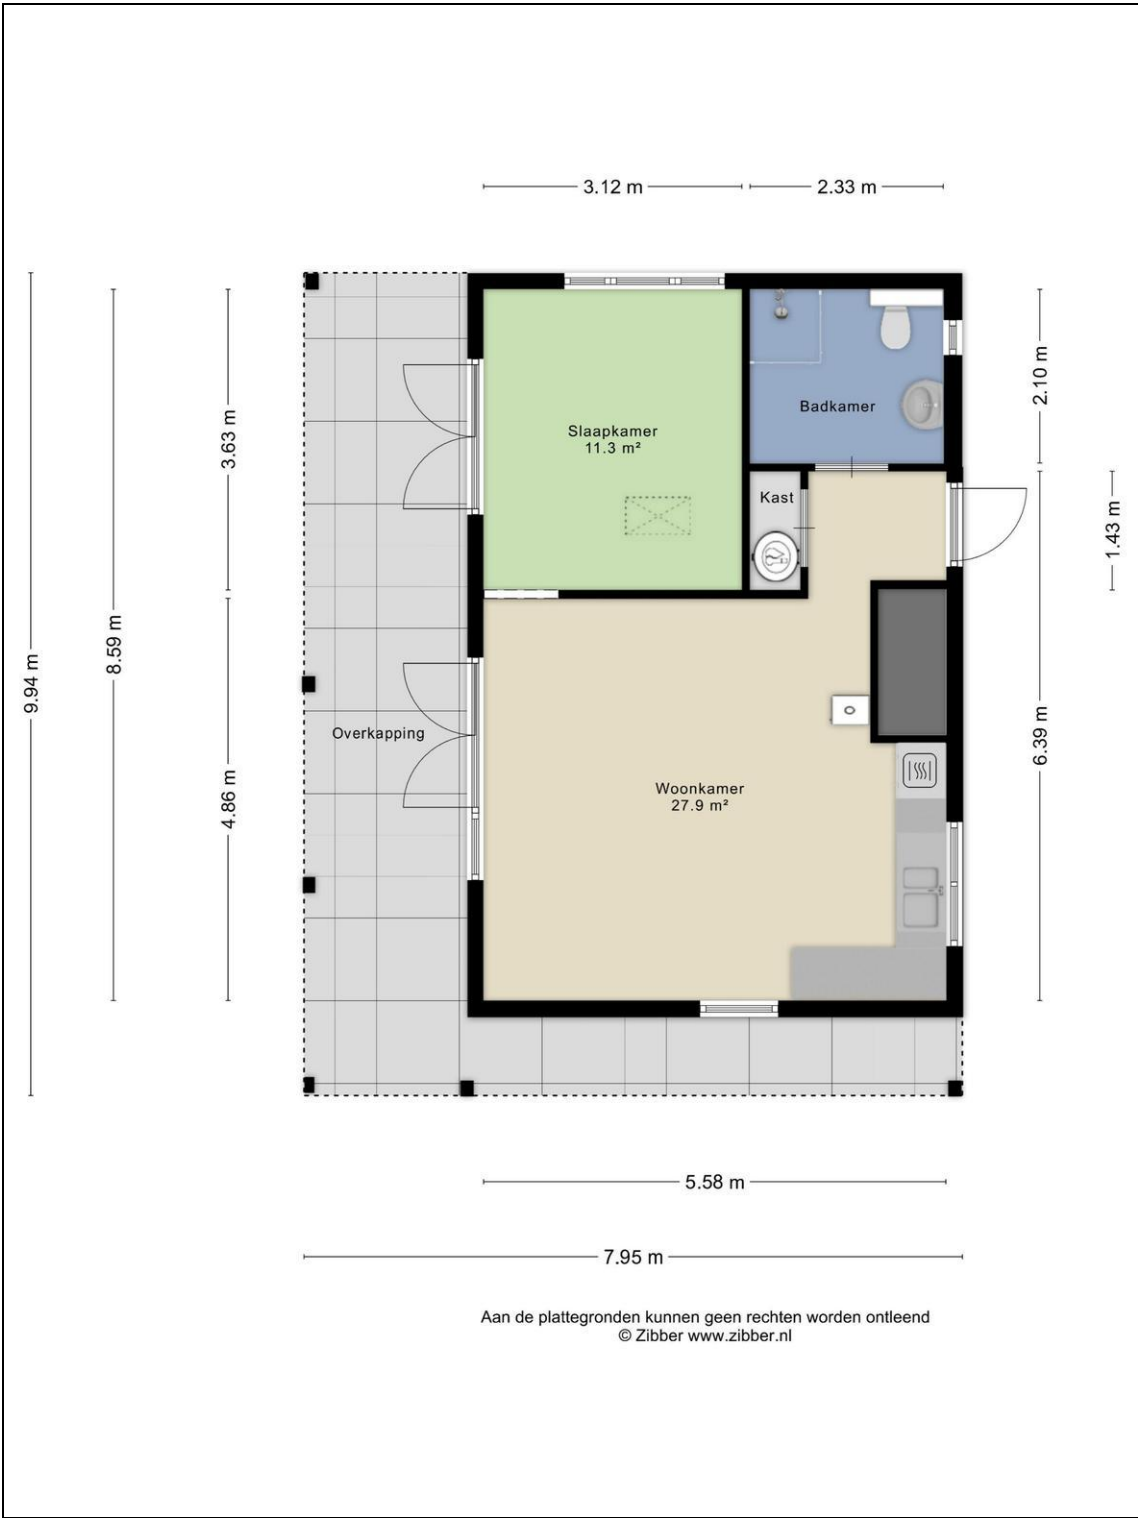 3.12 m
2.33 m
9.94 m
8.59 m
3.63 m
4.86 m
Slaapkamer
11.3 m²
Badkamer
Kast
Overkapping
Woonkamer
27.9 m²
2.10 m
6.39 m
1.43 m
5.58 m
7.95 m
Aan de plattegronden kunnen geen rechten worden ontleend
© Zibber www.zibber.nl